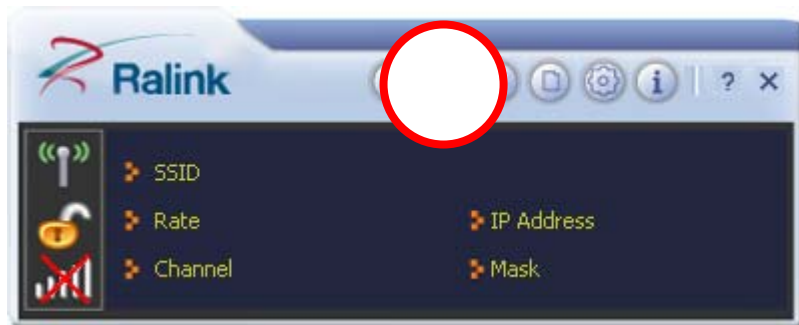 Ralink
i ? ×
SSID
Rate IP Address
Channel Mask